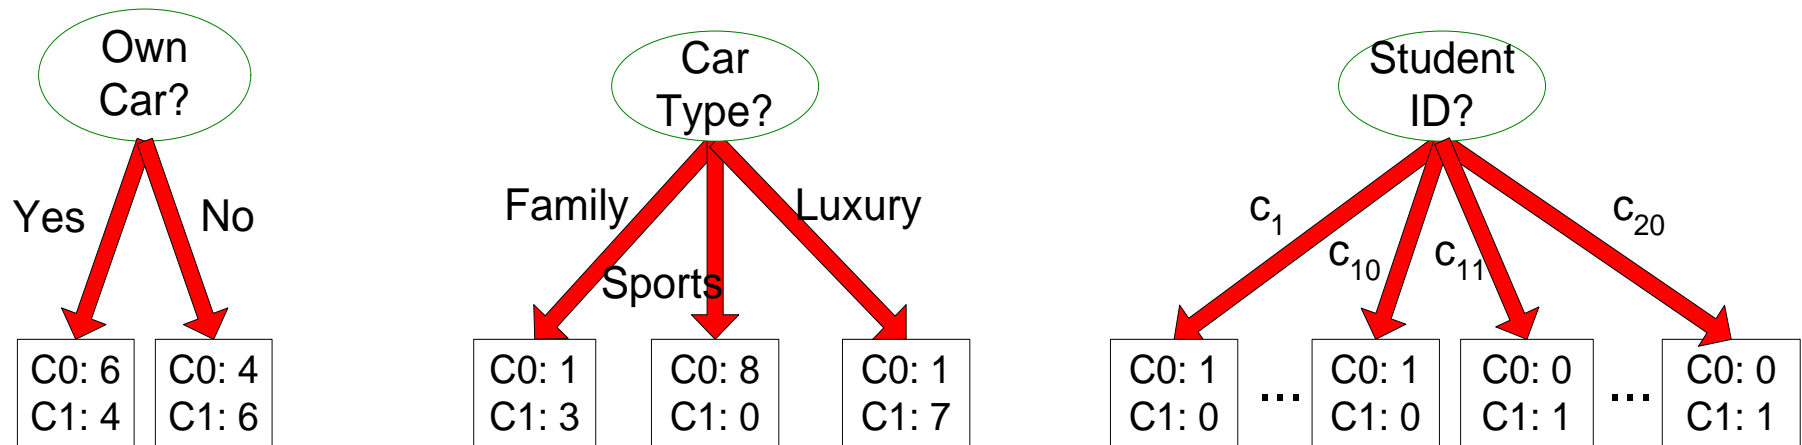 Own
Car?
Yes
No
C0: 6
C1: 4
C0: 4
C1: 6
Car
Type?
Family
Sports
Luxury
C0: 1
C1: 3
C0: 8
C1: 0
C0: 1
C1: 7
Student
ID?
c1
c10
c11
c20
C0: 1
C1: 0
...
C0: 1
C1: 0
C0: 0
C1: 1
...
C0: 0
C1: 1